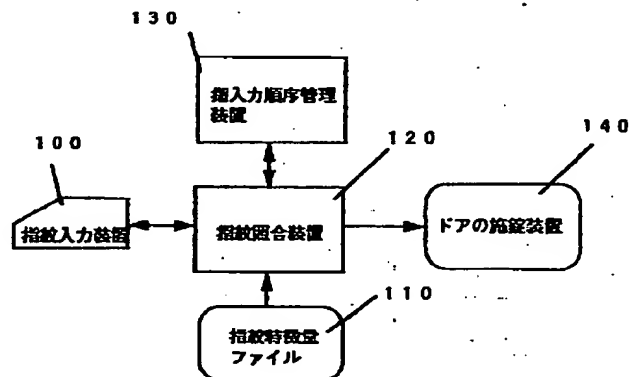 130
指入力順序管理
装置
100
120
140
指紋入力装置
指紋照合装置
ドアの施錠装置
110
指紋特徴量
ファイル